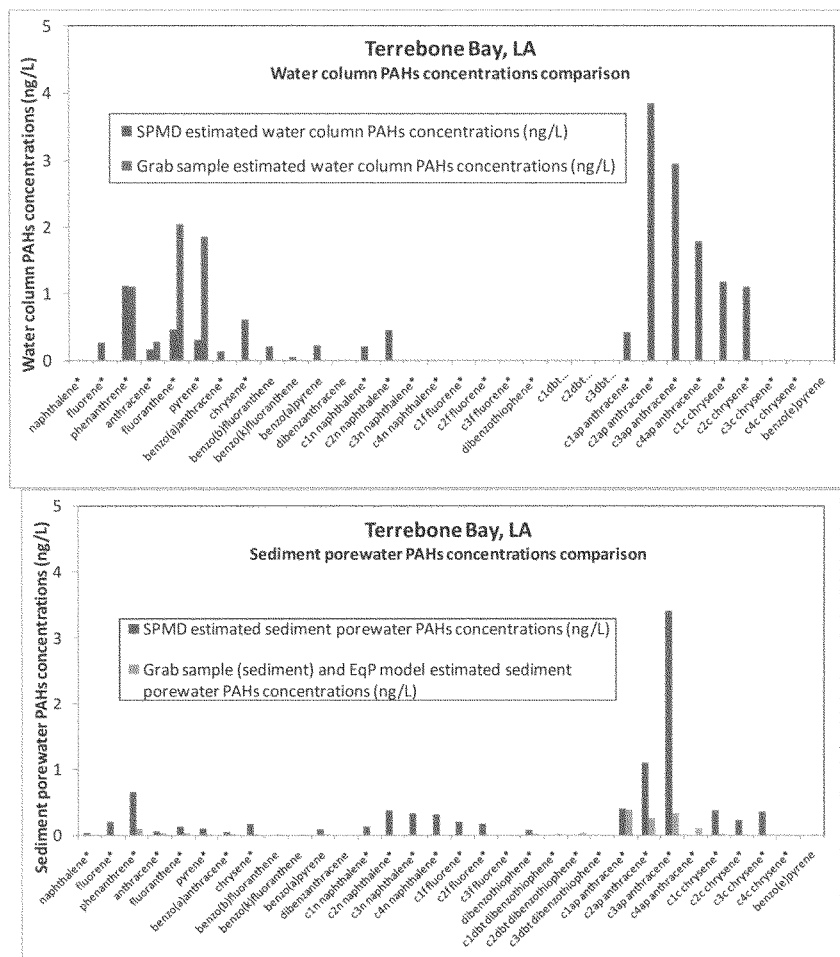 Terrebone Bay, LA
Water column PAHs concentrations comparison
SPMD estimated water column PAHs concentrations (ng/L)
Grab sample estimated water column PAHs concentrations (ng/L)
Water column PAHs concentrations (ng/L)
5
4
3
2
1
0
naphthalene*
fluorene*
phenanthrene*
anthracene*
fluoranthene*
pyrene*
benzo(a)anthracene*
chrysene*
benzo(b)fluoranthene
benzo(k)fluoranthene
benzo(a)pyrene
dibenzanthracene
c1n naphthalene*
c2n naphthalene*
c3n naphthalene*
c4n naphthalene*
c1f fluorene*
c2f fluorene*
c3f fluorene*
dibenzothiophene*
c1dbt…
c2dbt…
c3dbt…
c1ap anthracene*
c2ap anthracene*
c3ap anthracene*
c4ap anthracene*
c1c chrysene*
c2c chrysene*
c3c chrysene*
c4c chrysene*
benzo(e)pyrene
Terrebone Bay, LA
Sediment porewater PAHs concentrations comparison
SPMD estimated sediment porewater PAHs concentrations (ng/L)
Grab sample (sediment) and EqP model estimated sediment
porewater PAHs concentrations (ng/L)
Sediment porewater PAHs concentrations (ng/L)
5
4
3
2
1
0
naphthalene*
fluorene*
phenanthrene*
anthracene*
fluoranthene*
pyrene*
benzo(a)anthracene*
chrysene*
benzo(b)fluoranthene
benzo(k)fluoranthene
benzo(a)pyrene
dibenzanthracene
c1n naphthalene*
c2n naphthalene*
c3n naphthalene*
c4n naphthalene*
c1f fluorene*
c2f fluorene*
c3f fluorene*
dibenzothiophene*
c1dbt dibenzothiophene*
c2dbt dibenzothiophene*
c3dbt dibenzothiophene*
c1ap anthracene*
c2ap anthracene*
c3ap anthracene*
c4ap anthracene*
c1c chrysene*
c2c chrysene*
c3c chrysene*
c4c chrysene*
benzo(e)pyrene